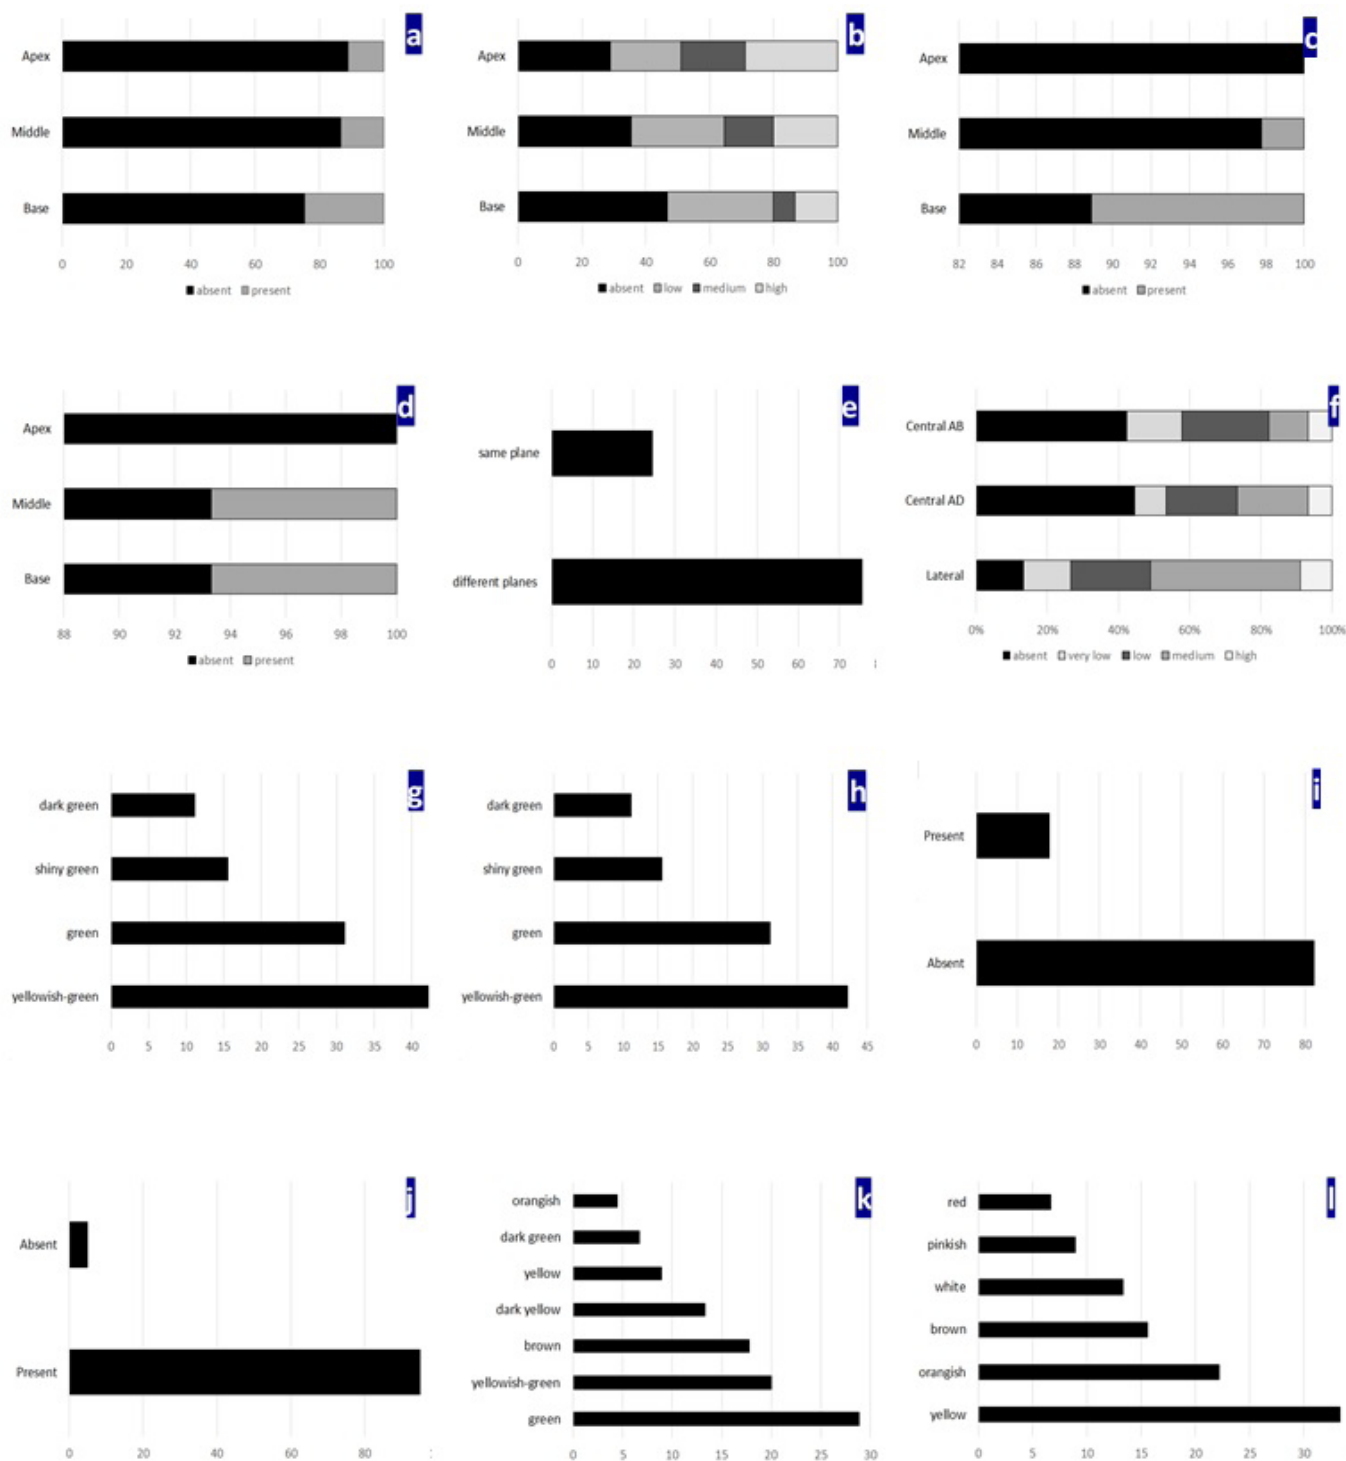 a
Apex
Middle
Base
0 20 40 60 80 100
absent present
b
Apex
Middle
Base
0 20 40 60 80 100
absent low medium high
c
Apex
Middle
Base
82 84 86 88 90 92 94 96 98 100
absent present
d
Apex
Middle
Base
88 90 92 94 96 98 100
absent present
e
same plane
different planes
0 10 20 30 40 50 60 70
f
Central AB
Central AD
Lateral
0% 20% 40% 60% 80% 100%
absent very low low medium high
g
dark green
shiny green
green
yellowish-green
0 5 10 15 20 25 30 35 40
h
dark green
shiny green
green
yellowish-green
0 5 10 15 20 25 30 35 40 45
i
Present
Absent
0 10 20 30 40 50 60 70 80
j
Absent
Present
0 20 40 60 80
k
orangish
dark green
yellow
dark yellow
brown
yellowish-green
green
0 5 10 15 20 25 30
l
red
pinkish
white
brown
orangish
yellow
0 5 10 15 20 25 30